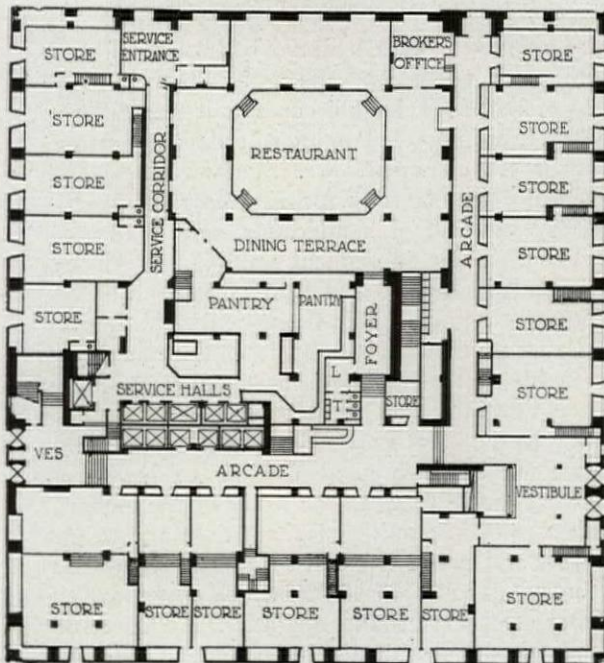 STORE
SERVICE
ENTRANCE
BROKERS
OFFICE
STORE
STORE
STORE
RESTAURANT
STORE
STORE
SERVICE CORRIDOR
ARCADE
STORE
DINING TERRACE
STORE
STORE
PANTRY
PANTRY
FOYER
STORE
SERVICE HALLS
L
T
STORE
STORE
VES
ARCADE
VESTIBULE
STORE
STORE
STORE
STORE
STORE
STORE
STORE